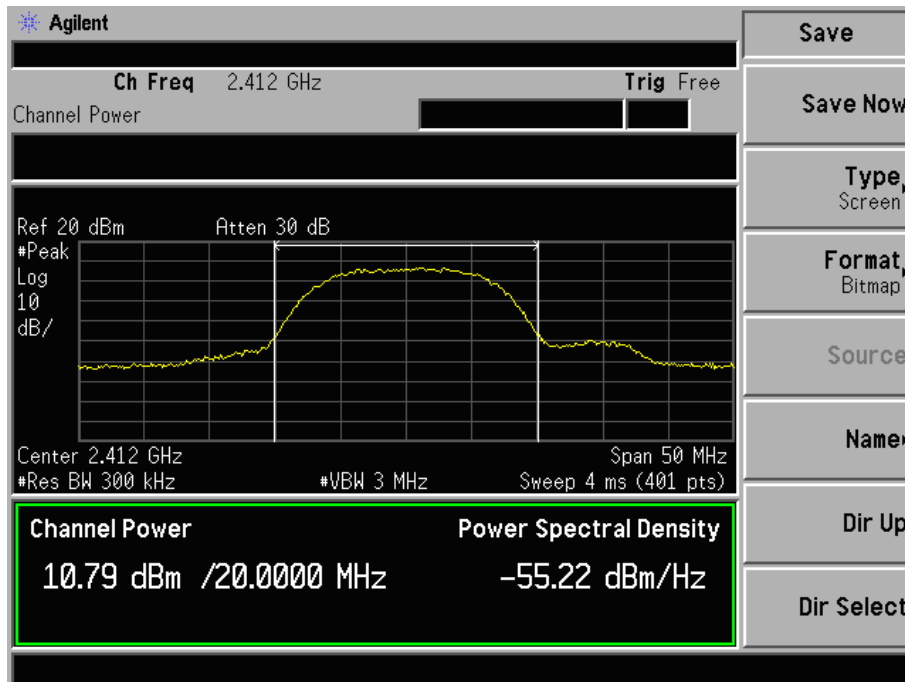 Agilent
Ch Freq 2.412 GHz Trig Free
Channel Power
Ref 20 dBm Atten 30 dB
#Peak
Log
10
dB/
Center 2.412 GHz Span 50 MHz
#Res BW 300 kHz #VBW 3 MHz Sweep 4 ms (401 pts)
Channel Power Power Spectral Density
10.79 dBm /20.0000 MHz -55.22 dBm/Hz
Save
Save Now
Type
Screen
Format
Bitmap
Source
Name
Dir Up
Dir Select